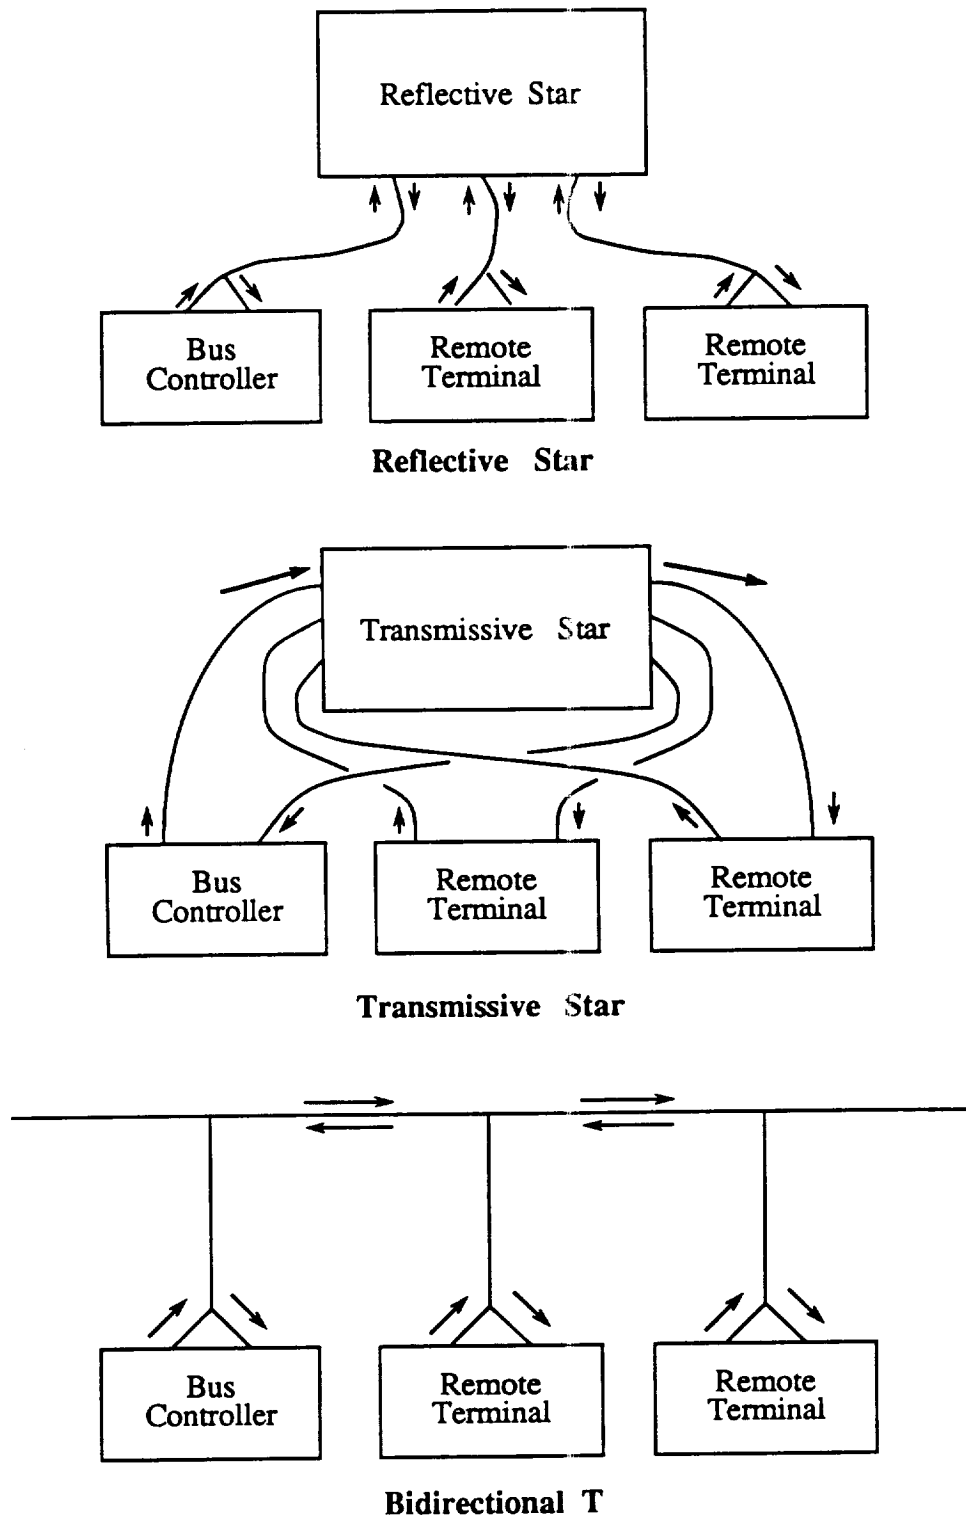 Reflective Star
Bus
Controller
Remote
Terminal
Remote
Terminal
Reflective Star
Transmissive Star
Bus
Controller
Remote
Terminal
Remote
Terminal
Transmissive Star
Bus
Controller
Remote
Terminal
Remote
Terminal
Bidirectional T